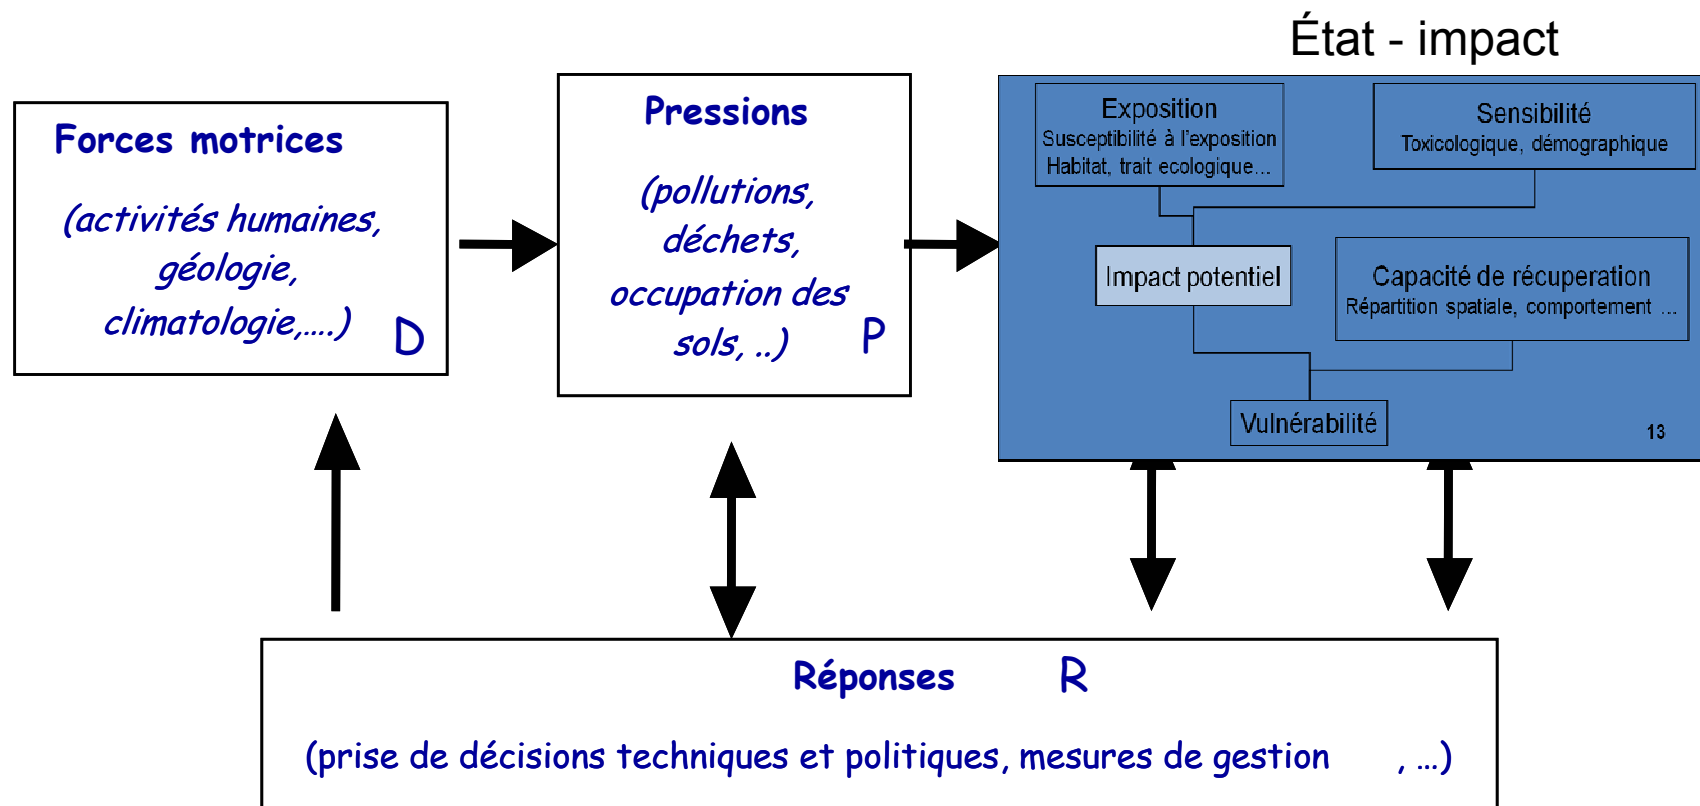 État - impact
Forces motrices
(activités humaines,
géologie,
climatologie,....)
D
Pressions
(pollutions,
déchets,
occupation des
sols, ..)
P
Exposition
Susceptibilité à l'exposition
Habitat, trait ecologique...
Sensibilité
Toxicologique, démographique
Impact potentiel
Capacité de récuperation
Répartition spatiale, comportement ...
Vulnérabilité
13
Réponses R
(prise de décisions techniques et politiques, mesures de gestion , ...)